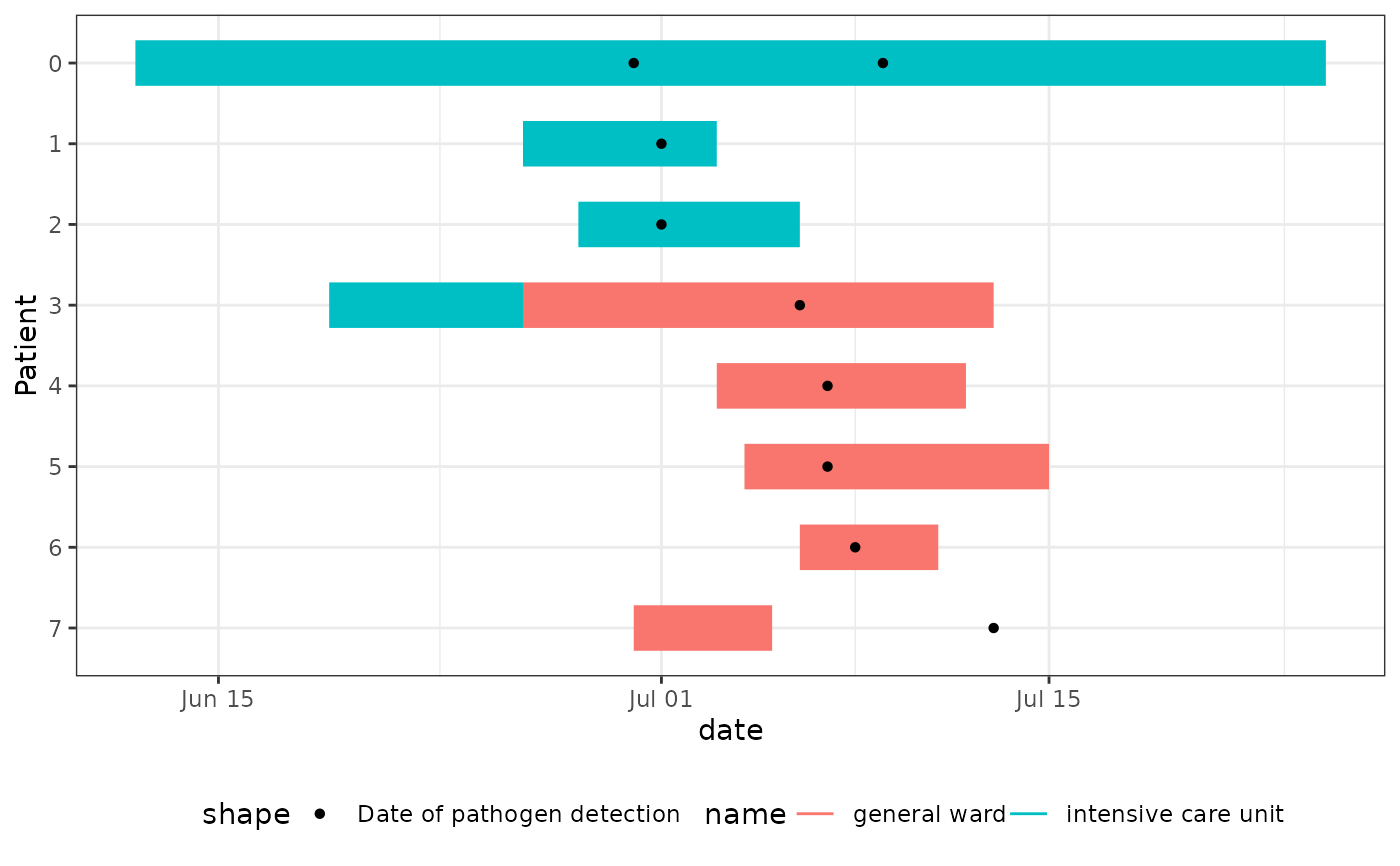 Patient
0
1
2
3
4
5
6
7
Jun 15 Jul 01 Jul 15
date
shape Date of pathogen detection name general ward intensive care unit